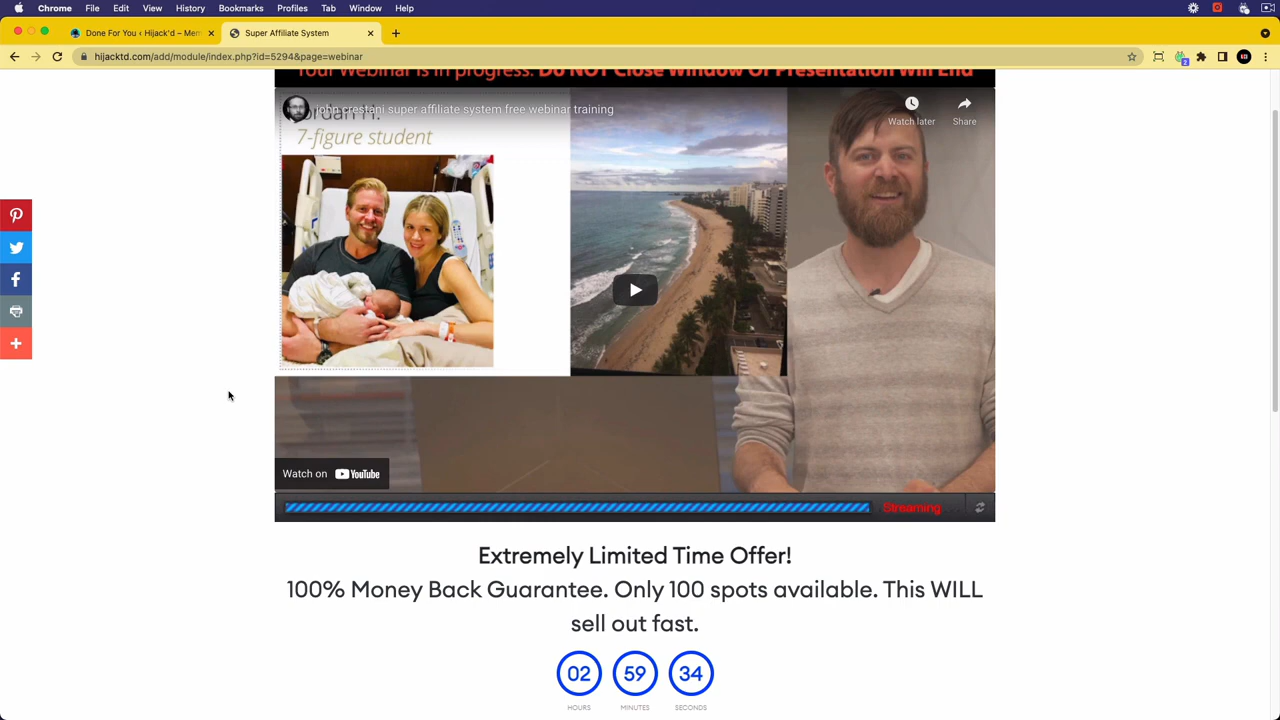 Chrome File Edit View History Bookmarks Profiles Tab Window Help
Done For You ‹ Hijack'd – Mem
Super Affiliate System
hijacktd.com/add/module/index.php?id=5294&page=webinar
Your Webinar is in progress. Do NOT Close Window Or Presentation Will End
john crestani super affiliate system free webinar training
Watch later
Share
Jordan H.
7-figure student
Watch on YouTube
Streaming
Extremely Limited Time Offer!
100% Money Back Guarantee. Only 100 spots available. This WILL
sell out fast.
02 59 34
HOURS MINUTES SECONDS